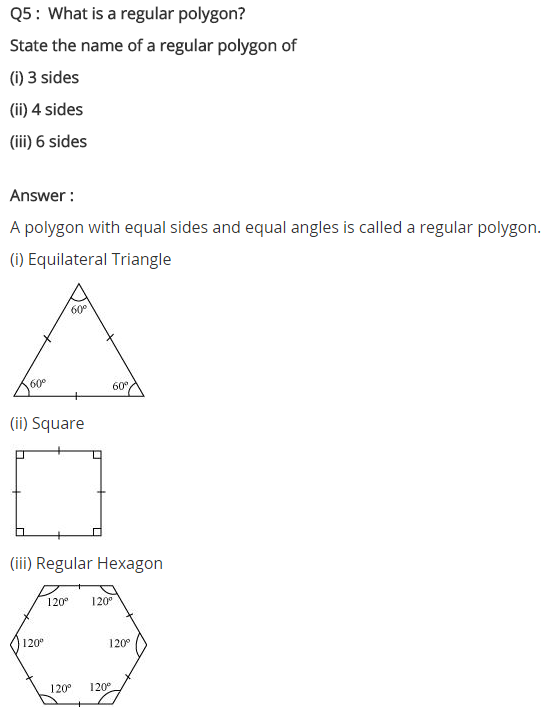 Q5 : What is a regular polygon?
State the name of a regular polygon of
(i) 3 sides
(ii) 4 sides
(iii) 6 sides
Answer :
A polygon with equal sides and equal angles is called a regular polygon.
(i) Equilateral Triangle
60°
60° 60°
(ii) Square
(iii) Regular Hexagon
120° 120°
120° 120°
120° 120°